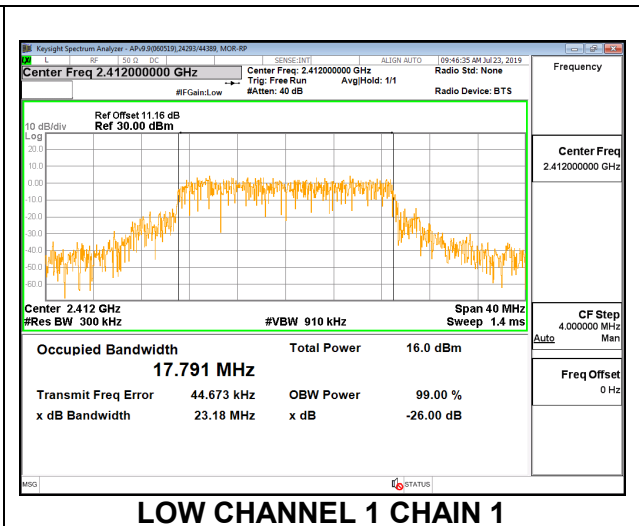 Keysight Spectrum Analyzer - APv9.9(060519),24293/44389, MOR-RP
LXI L RF 50 Ω DC SENSE:INT ALIGN AUTO 09:46:35 AM Jul 23, 2019
Center Freq 2.412000000 GHz Center Freq: 2.412000000 GHz Radio Std: None Frequency
Trig: Free Run Avg|Hold: 1/1
#IFGain:Low #Atten: 40 dB Radio Device: BTS
Ref Offset 11.16 dB
10 dB/div Ref 30.00 dBm
Log
20.0
10.0
0.00
-10.0
-20.0
-30.0
-40.0
-50.0
-60.0
Center Freq
2.412000000 GHz
Center 2.412 GHz Span 40 MHz
#Res BW 300 kHz #VBW 910 kHz Sweep 1.4 ms
CF Step
4.000000 MHz
Auto Man
Occupied Bandwidth Total Power 16.0 dBm
17.791 MHz
Freq Offset
0 Hz
Transmit Freq Error 44.673 kHz OBW Power 99.00 %
x dB Bandwidth 23.18 MHz x dB -26.00 dB
MSG STATUS
LOW CHANNEL 1 CHAIN 1